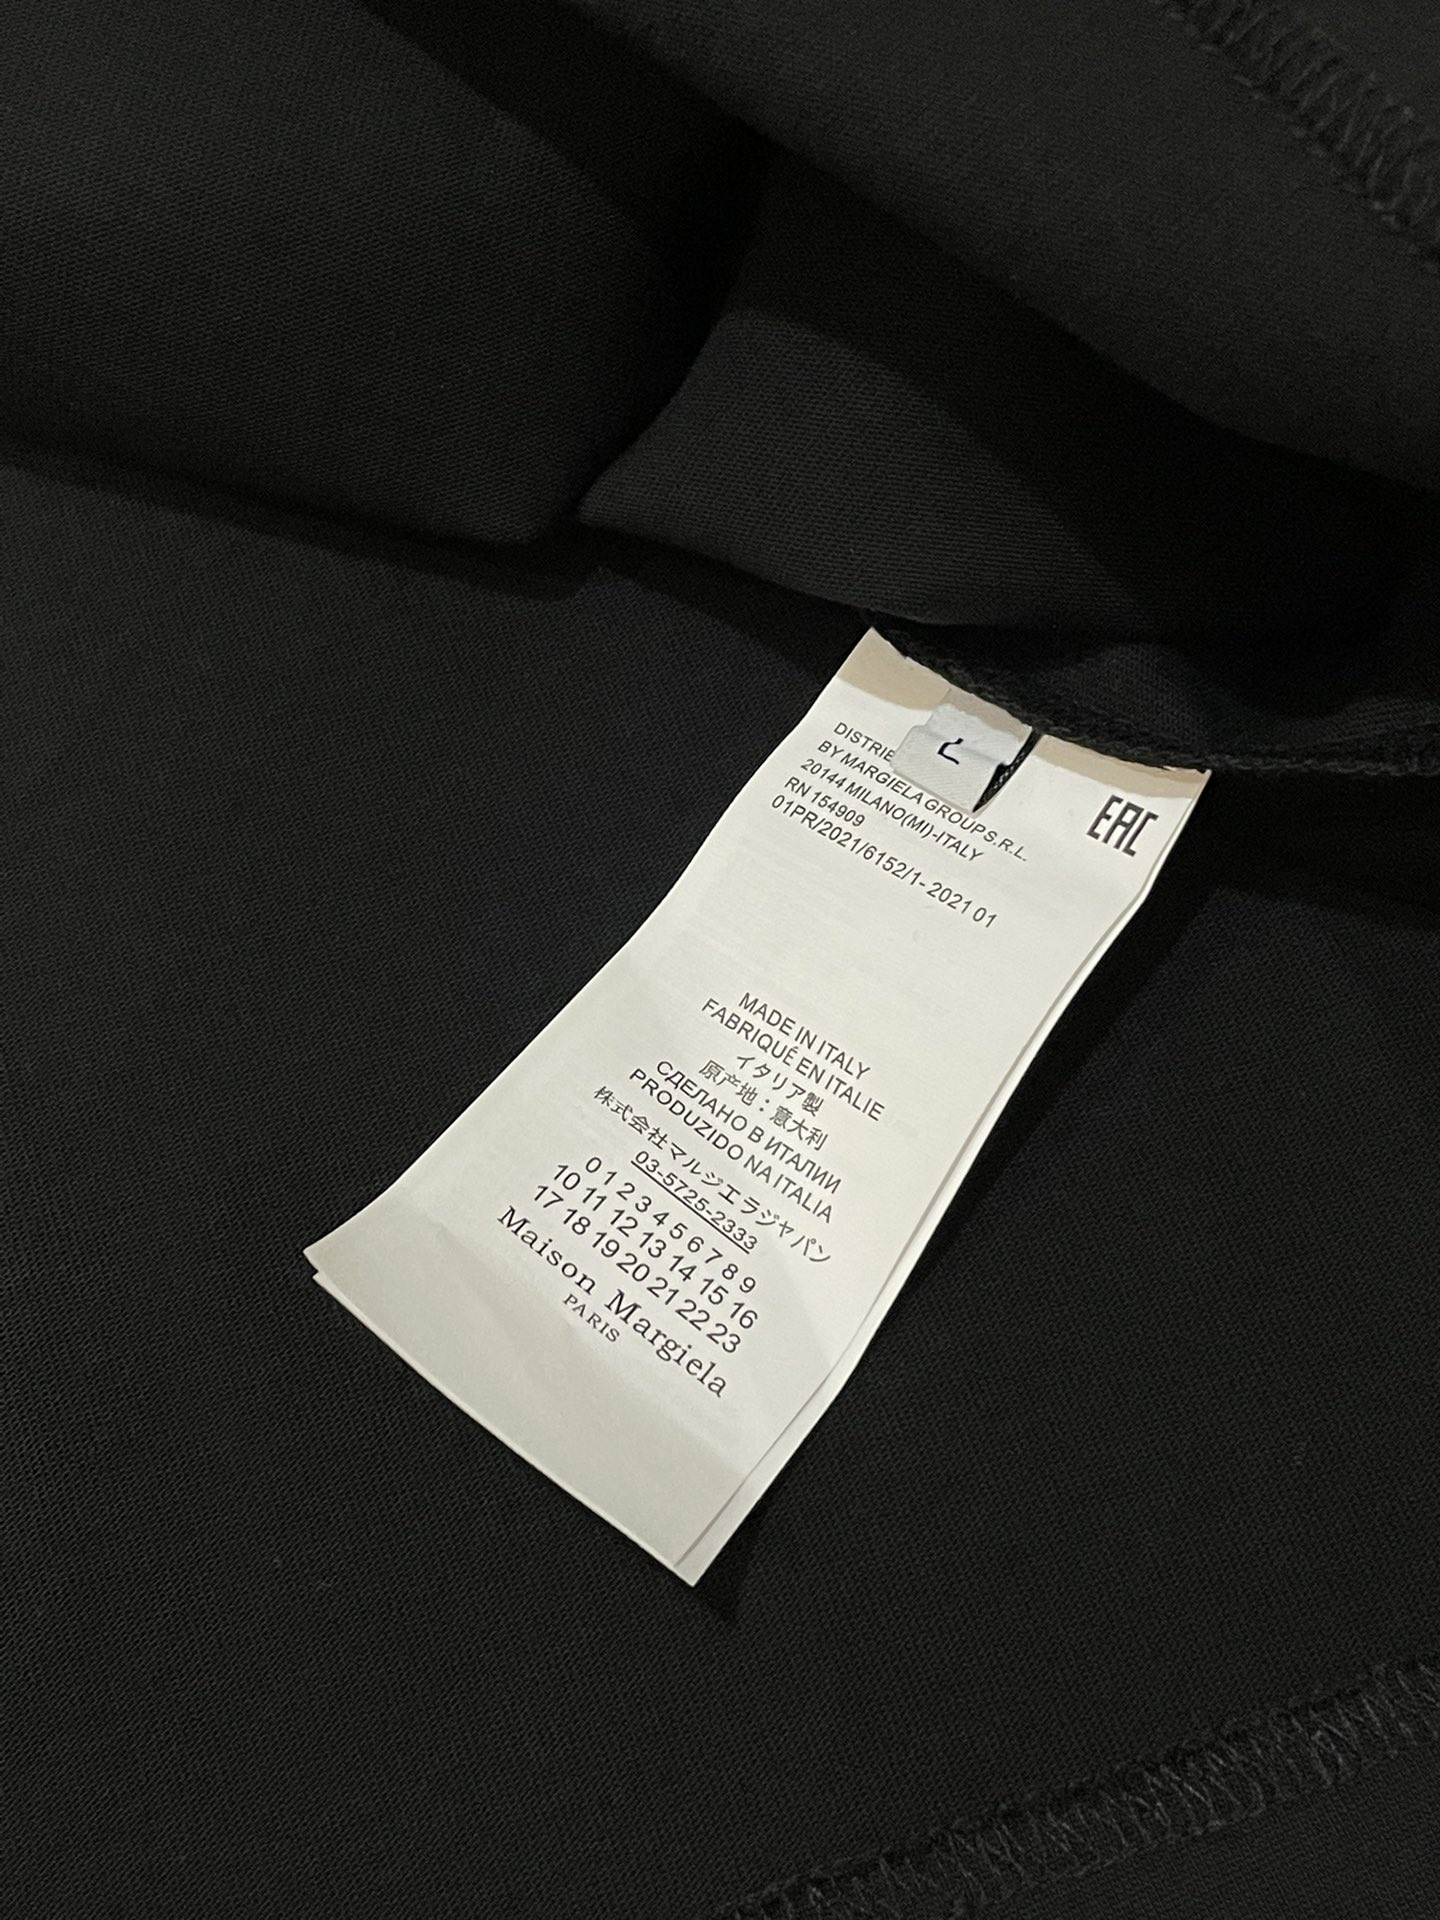 L
BY MARGIELA GROUP S.R.L.
20144 MILANO(MI)-ITALY
RN 154909
01PR/2021/6152/1- 2021 01
EAC
MADE IN ITALY
FABRIQUÉ EN ITALIE
イタリア製
原产地：意大利
СДЕЛАНО В ИТАЛИИ
PRODUZIDO NA ITALIA
株式会社マルジエラジャパン
03-5725-2333
0 1 2 3 4 5 6 7 8 9
10 11 12 13 14 15 16
17 18 19 20 21 22 23
Maison Margiela
PARIS